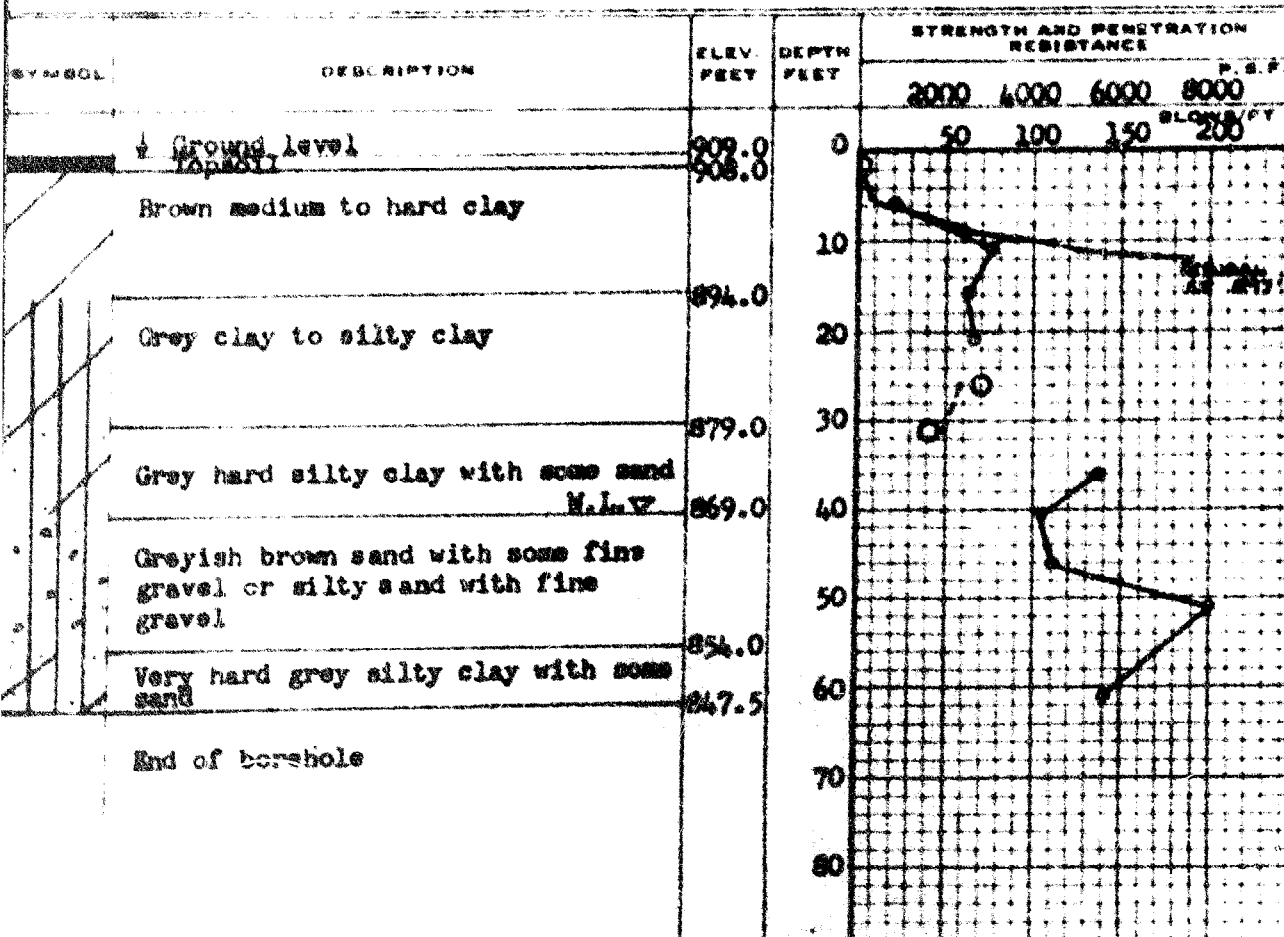 SYMBOL
DESCRIPTION
ELEV. FEET
DEPTH FEET
STRENGTH AND PENETRATION RESISTANCE
P.S.F.
2000 4000 6000 8000
BLOWS/FT
50 100 150 200
Ground level 909.0
Topsoil 908.0
Brown medium to hard clay
894.0
Grey clay to silty clay
879.0
Grey hard silty clay with some sand
W.L. 869.0
Greyish brown sand with some fine
gravel or silty sand with fine
gravel
854.0
Very hard grey silty clay with some
sand 847.5
End of borehole
0
10
20
30
40
50
60
70
80